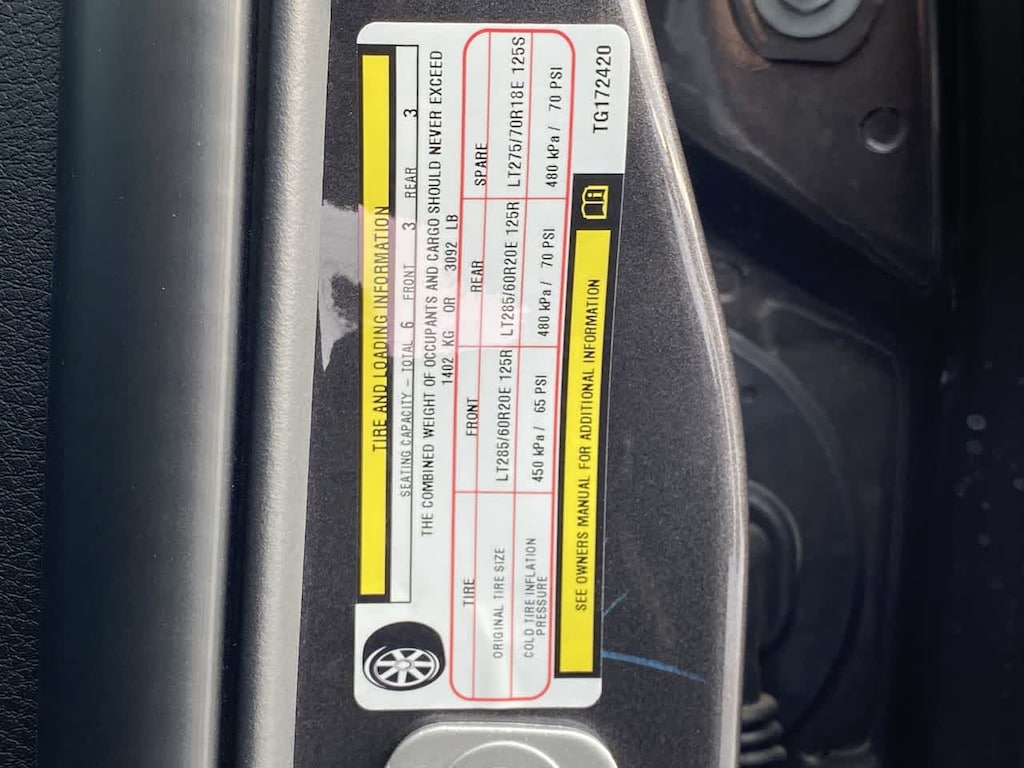 TIRE AND LOADING INFORMATION
SEATING CAPACITY - TOTAL 6 FRONT 3 REAR 3
THE COMBINED WEIGHT OF OCCUPANTS AND CARGO SHOULD NEVER EXCEED
1402 KG OR 3092 LB
TIRE FRONT REAR SPARE
ORIGINAL TIRE SIZE LT285/60R20E 125R LT285/60R20E 125R LT275/70R18E 125S
COLD TIRE INFLATION PRESSURE 450 kPa/ 65 PSI 480 kPa/ 70 PSI 480 kPa/ 70 PSI
SEE OWNERS MANUAL FOR ADDITIONAL INFORMATION
TG172420